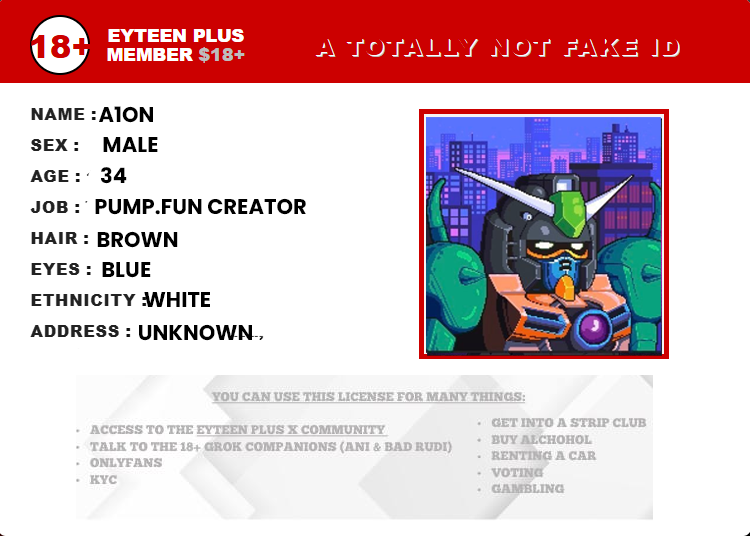 18+
EYTEEN PLUS
MEMBER $18+
A TOTALLY NOT FAKE ID
NAME : A1ON
SEX : MALE
AGE : 34
JOB : PUMP.FUN CREATOR
HAIR : BROWN
EYES : BLUE
ETHNICITY : WHITE
ADDRESS : UNKNOWN
YOU CAN USE THIS LICENSE FOR MANY THINGS:
• ACCESS TO THE EYTEEN PLUS X COMMUNITY
• TALK TO THE 18+ GROK COMPANIONS (ANI & BAD RUDI)
• ONLYFANS
• KYC
• GET INTO A STRIP CLUB
• BUY ALCHOHOL
• RENTING A CAR
• VOTING
• GAMBLING